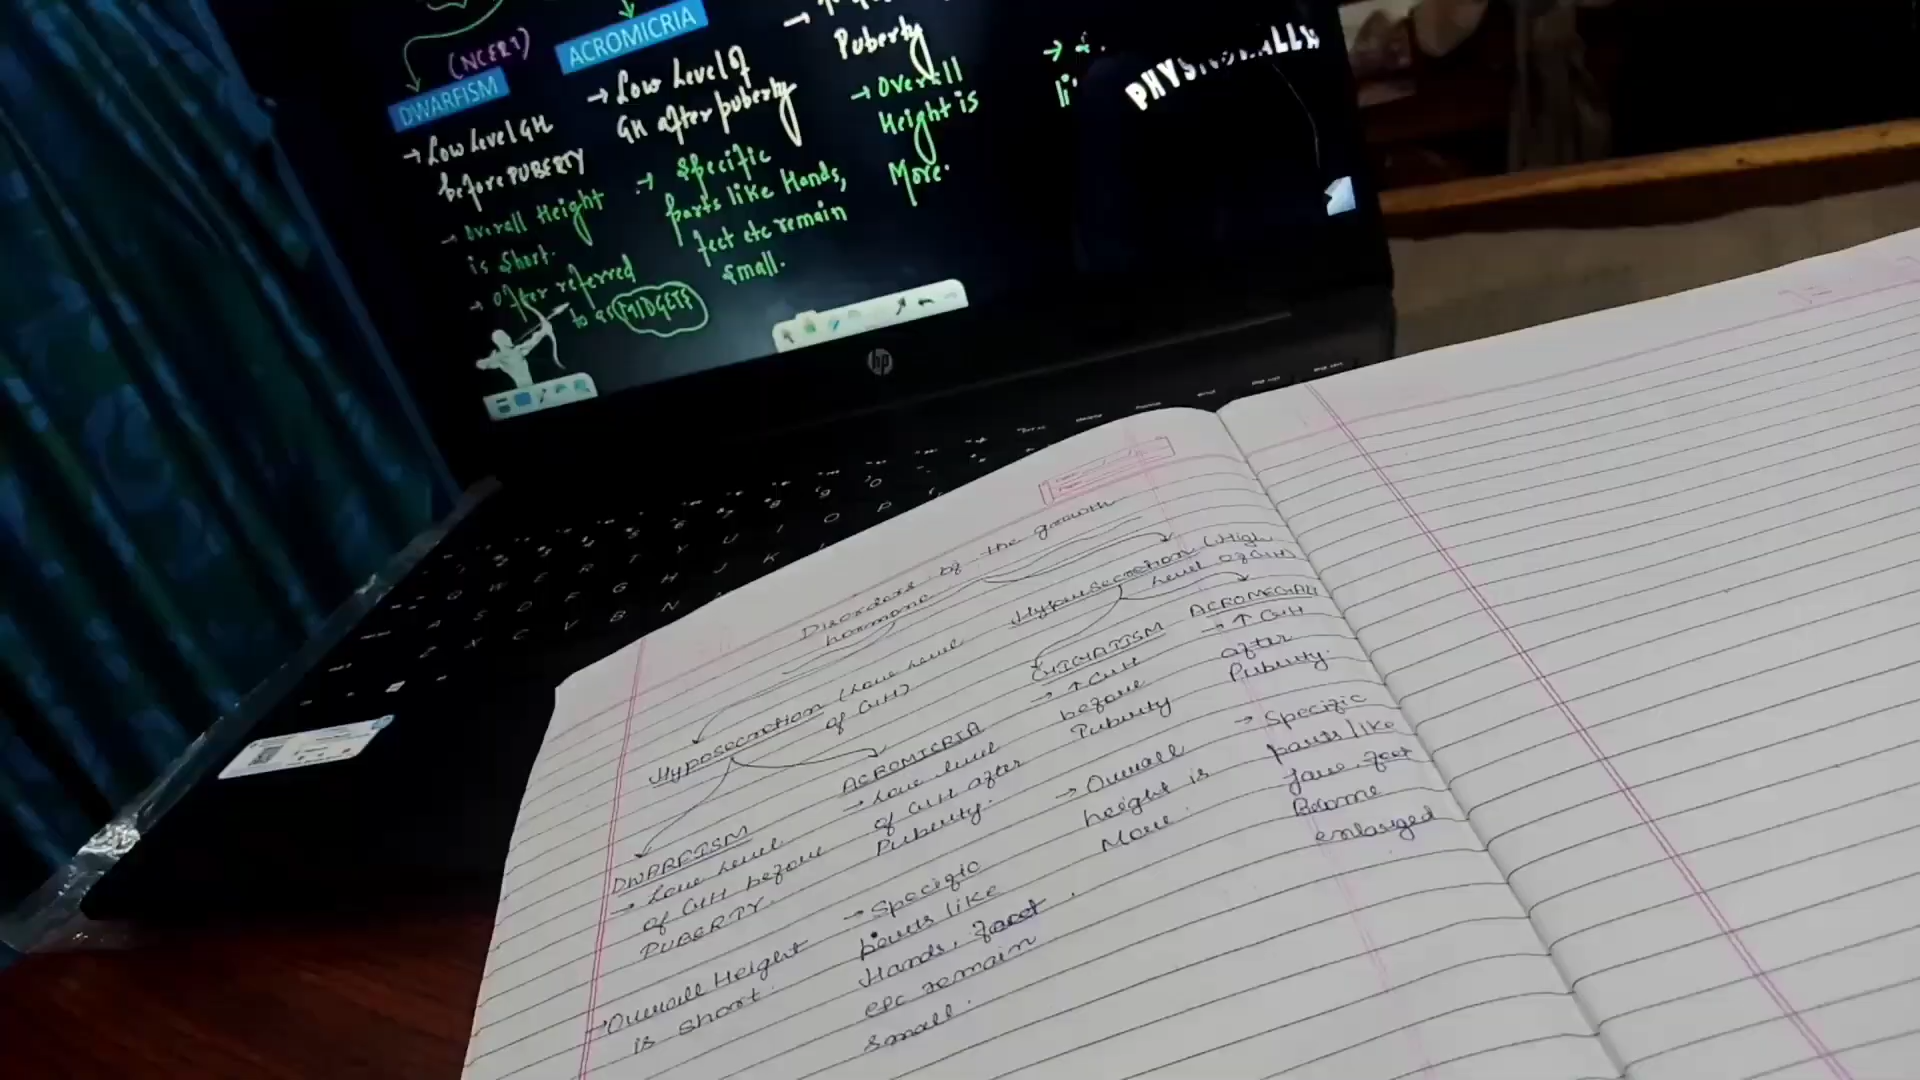 (NCERT)
DWARFISM
→ Low Level GH
before PUBERTY
→ Overall Height
is Short.
→ Often referred
to as MIDGETS
ACROMICRIA
→ Low Level of
GH after puberty
→ Specific
parts like Hands,
feet etc remain
small.
Puberty
→ Overall
Height is
More.
hp
Disorders by the growth
hormone
Hyposecretion (Low level
of GH)
DWARFISM
→ Low level
of GH before
PUBERTY.
→ Overall Height
is short.
ACROMICRIA
→ Low level
of GH after
Puberty.
→ Specific
parts like
Hands, feet
etc remain
small.
Hypersecretion (High
level of GH)
GIGANTISM
→ ↑ GH
before
Puberty
→ Overall
height is
More.
ACROMEGALY
→ ↑ GH
after
Puberty.
→ Specific
parts like
Jaw, feet
Become
enlarged